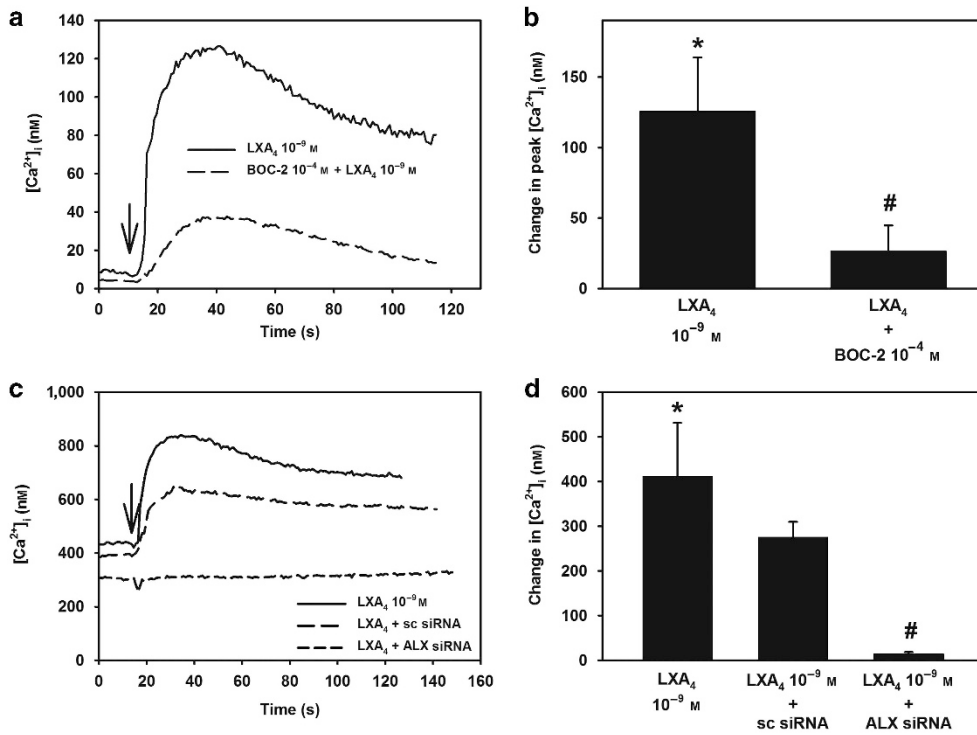 a
[Ca²⁺]ᵢ (nM)
140
120
100
80
60
40
20
0
LXA₄ 10⁻⁹ M
BOC-2 10⁻⁴ M + LXA₄ 10⁻⁹ M
0 20 40 60 80 100 120
Time (s)
b
Change in peak [Ca²⁺]ᵢ (nM)
150
100
50
0
*
#
LXA₄
10⁻⁹ M
LXA₄
+
BOC-2 10⁻⁴ M
c
[Ca²⁺]ᵢ (nM)
1,000
800
600
400
200
0
LXA₄ 10⁻⁹ M
LXA₄ + sc siRNA
LXA₄ + ALX siRNA
0 20 40 60 80 100 120 140 160
Time (s)
d
Change in [Ca²⁺]ᵢ (nM)
600
500
400
300
200
100
0
*
#
LXA₄
10⁻⁹ M
LXA₄ 10⁻⁹ M
+
sc siRNA
LXA₄ 10⁻⁹ M
+
ALX siRNA